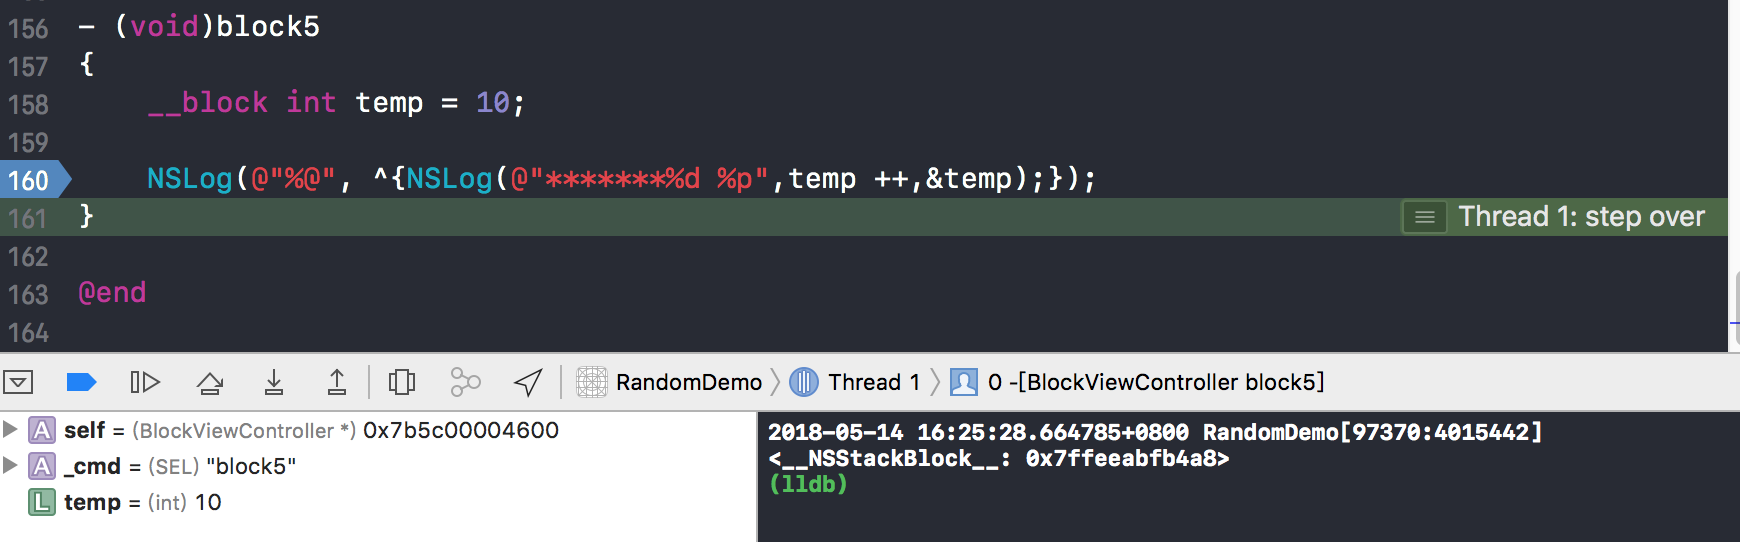 156 - (void)block5
157 {
158 __block int temp = 10;
159
160 NSLog(@"%@", ^{NSLog(@"*******%d %p",temp ++,&temp);});
161 } Thread 1: step over
162
163 @end
164
RandomDemo Thread 1 0 -[BlockViewController block5]
A self = (BlockViewController *) 0x7b5c00004600
A _cmd = (SEL) "block5"
L temp = (int) 10
2018-05-14 16:25:28.664785+0800 RandomDemo[97370:4015442]
<__NSStackBlock__: 0x7ffeeabfb4a8>
(lldb)